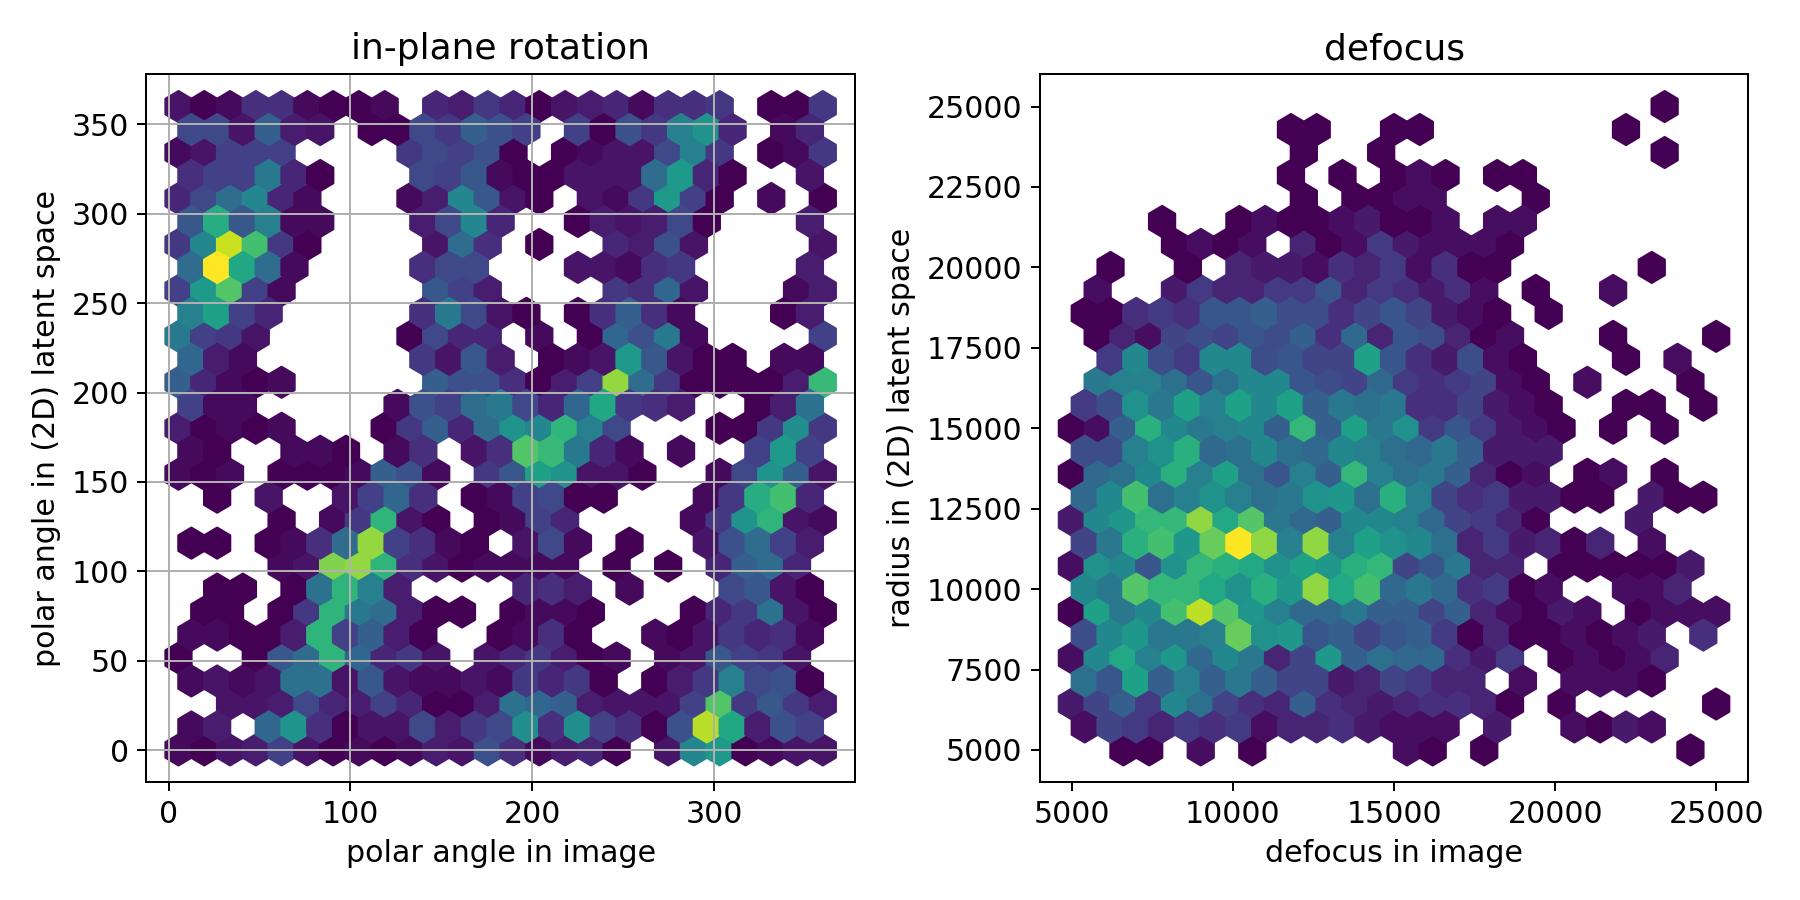 in-plane rotation
polar angle in (2D) latent space
350
300
250
200
150
100
50
0
0 100 200 300
polar angle in image
defocus
radius in (2D) latent space
25000
22500
20000
17500
15000
12500
10000
7500
5000
5000 10000 15000 20000 25000
defocus in image